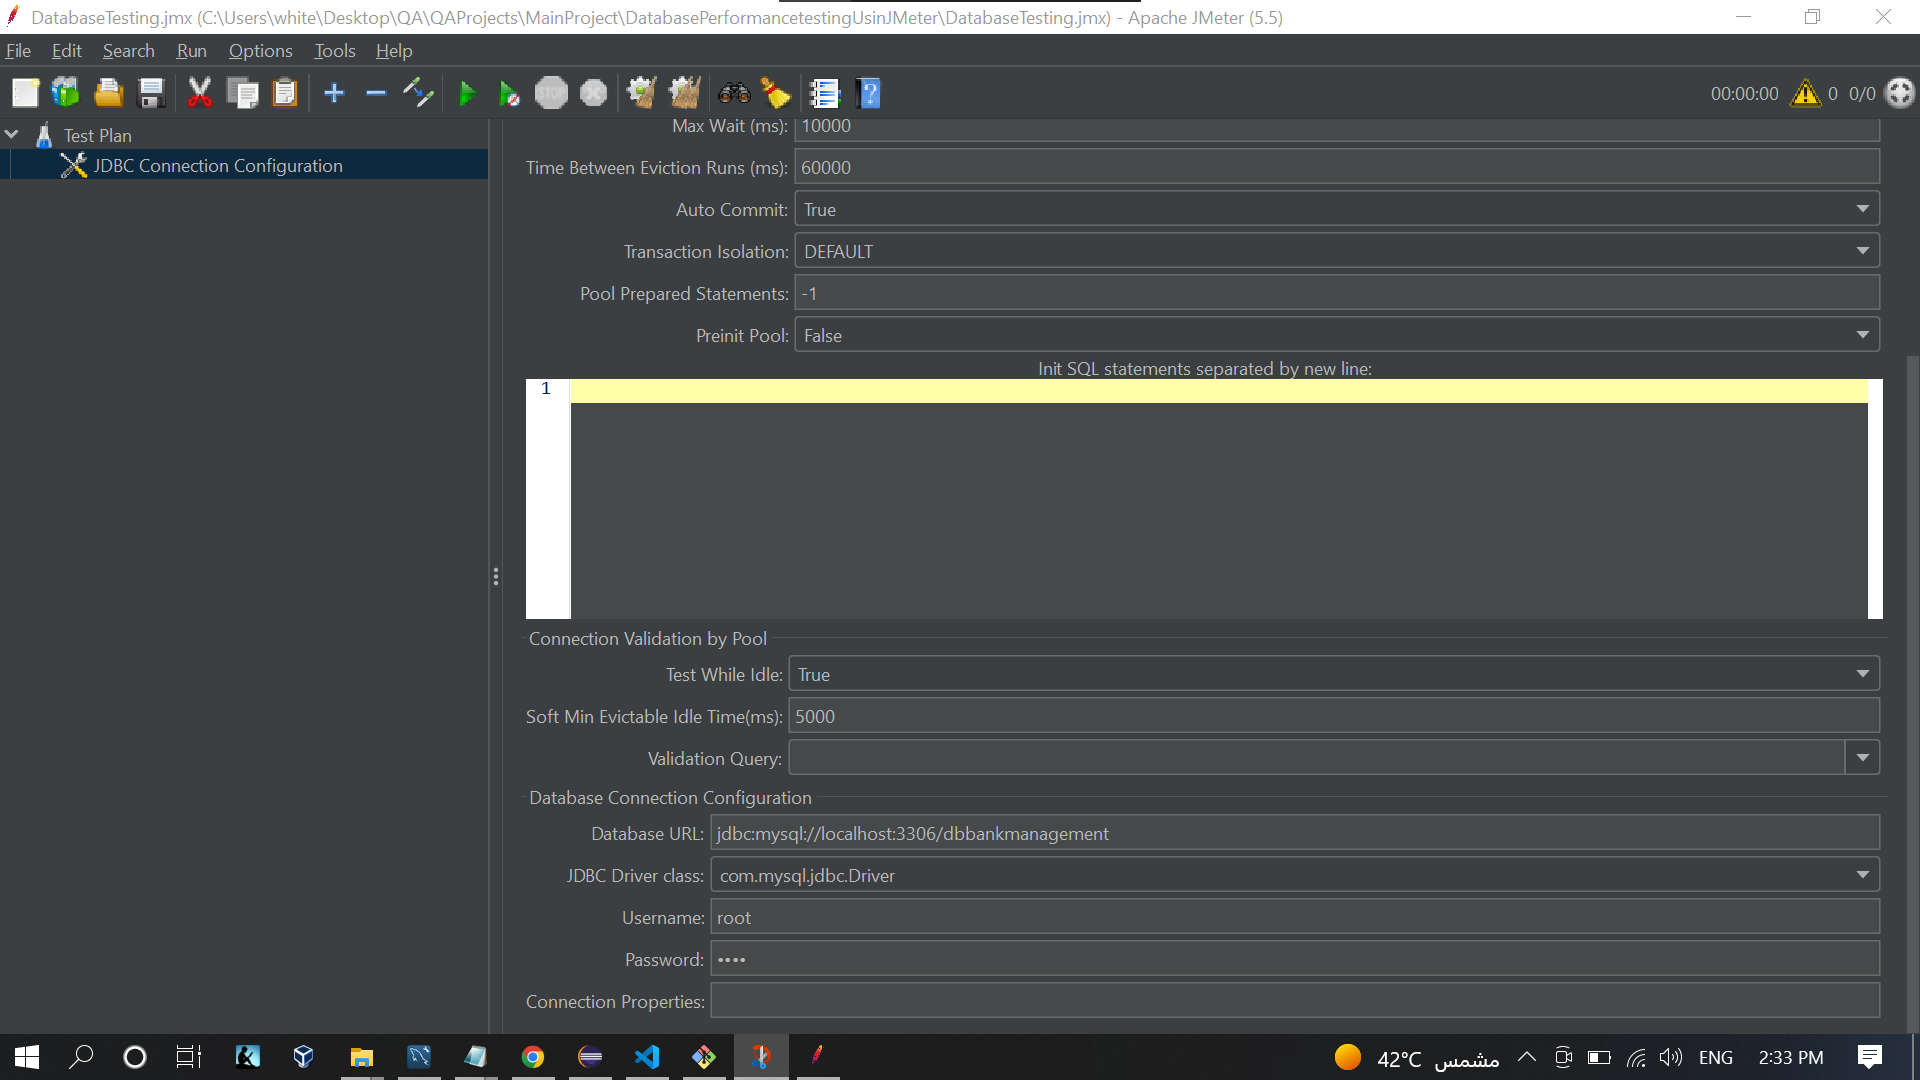 DatabaseTesting.jmx (C:\Users\white\Desktop\QA\QAProjects\MainProject\DatabasePerformancetestingUsinJMeter\DatabaseTesting.jmx) - Apache JMeter (5.5)
File Edit Search Run Options Tools Help
STOP
00:00:00 0 0/0
Test Plan
JDBC Connection Configuration
Max Wait (ms): 10000
Time Between Eviction Runs (ms): 60000
Auto Commit: True
Transaction Isolation: DEFAULT
Pool Prepared Statements: -1
Preinit Pool: False
Init SQL statements separated by new line:
1
Connection Validation by Pool
Test While Idle: True
Soft Min Evictable Idle Time(ms): 5000
Validation Query:
Database Connection Configuration
Database URL: jdbc:mysql://localhost:3306/dbbankmanagement
JDBC Driver class: com.mysql.jdbc.Driver
Username: root
Password: ••••
Connection Properties:
42°C مشمس ENG 2:33 PM